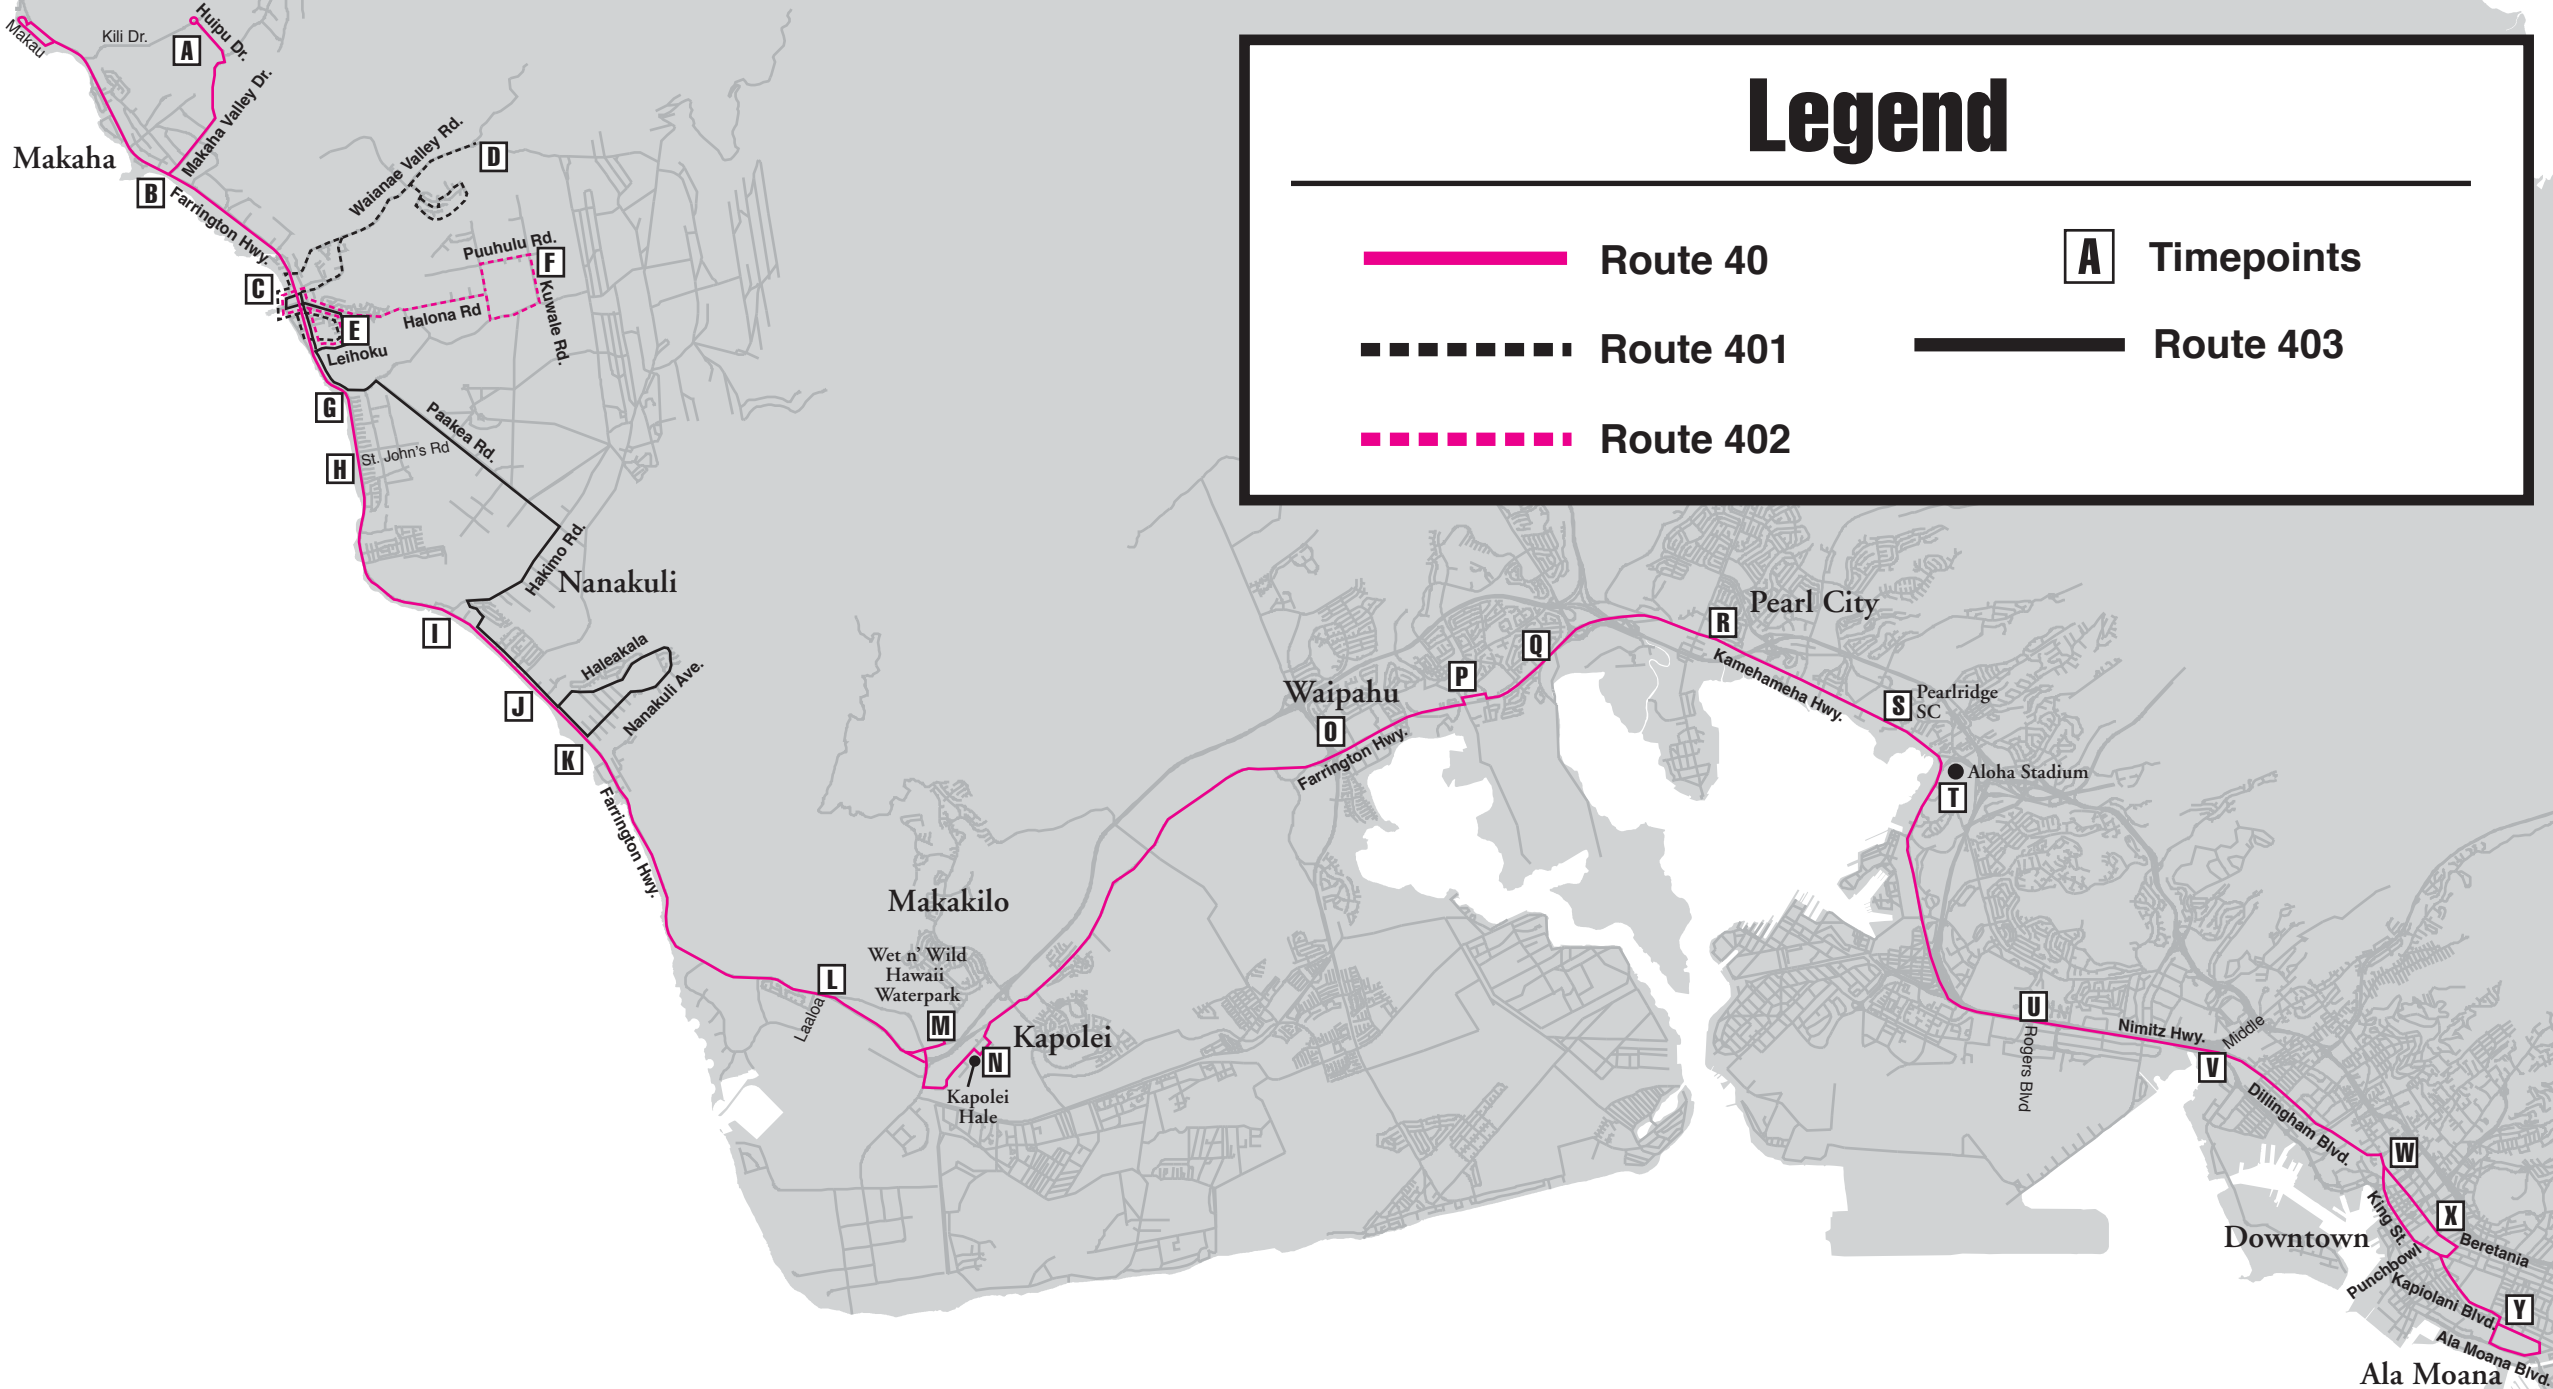 Legend
Route 40
A
Timepoints
Route 401
Route 403
Route 402
Makau
Kili Dr.
A
Huipu Dr.
Makaha Valley Dr.
Makaha
B
Farrington Hwy.
Waianae Valley Rd.
D
Puuhulu Rd.
F
C
Kuwale Rd.
Halona Rd
E
Leihoku
G
Paakea Rd.
St. John's Rd
H
Hakimo Rd.
Nanakuli
I
Haleakala
Nanakuli Ave.
J
K
Farrington Hwy.
Makakilo
Wet n' Wild
Hawaii
Waterpark
L
Laaloa
M
Kapolei
N
Kapolei
Hale
Waipahu
O
Farrington Hwy.
P
Q
R
Pearl City
Kamehameha Hwy.
S
Pearlridge
SC
Aloha Stadium
T
U
Rogers Blvd
Nimitz Hwy.
Middle
V
Dillingham Blvd.
W
King St.
X
Downtown
Beretania
Punchbowl
Kapiolani Blvd.
Y
Ala Moana Blvd.
Ala Moana